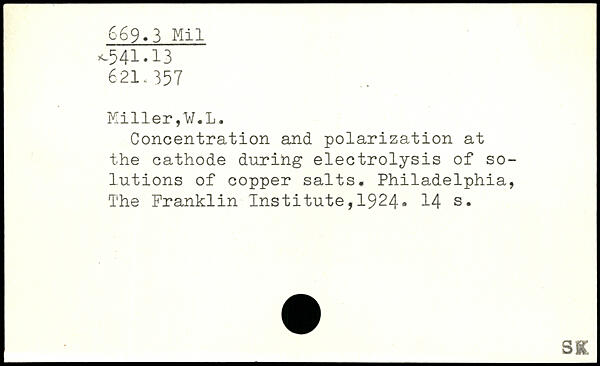 669.3 Mil
×541.13
621.357
Miller,W.L.
Concentration and polarization at
the cathode during electrolysis of so-
lutions of copper salts. Philadelphia,
The Franklin Institute,1924. 14 s.
SK